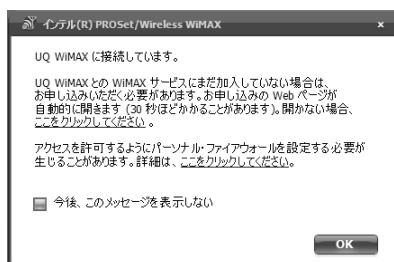 インテル(R) PROSet/Wireless WiMAX
×
UQ WiMAX に接続しています。
UQ WiMAX との WiMAX サービスにまだ加入していない場合は、
お申し込みいただく必要があります。お申し込みの Web ページが
自動的に開きます (30 秒ほどかかることがあります)。開かない場合、
ここをクリックしてください 。
アクセスを許可するようにパーソナル・ファイアウォールを設定する必要が
生じることがあります。詳細は、ここをクリックしてください。
今後、このメッセージを表示しない
OK